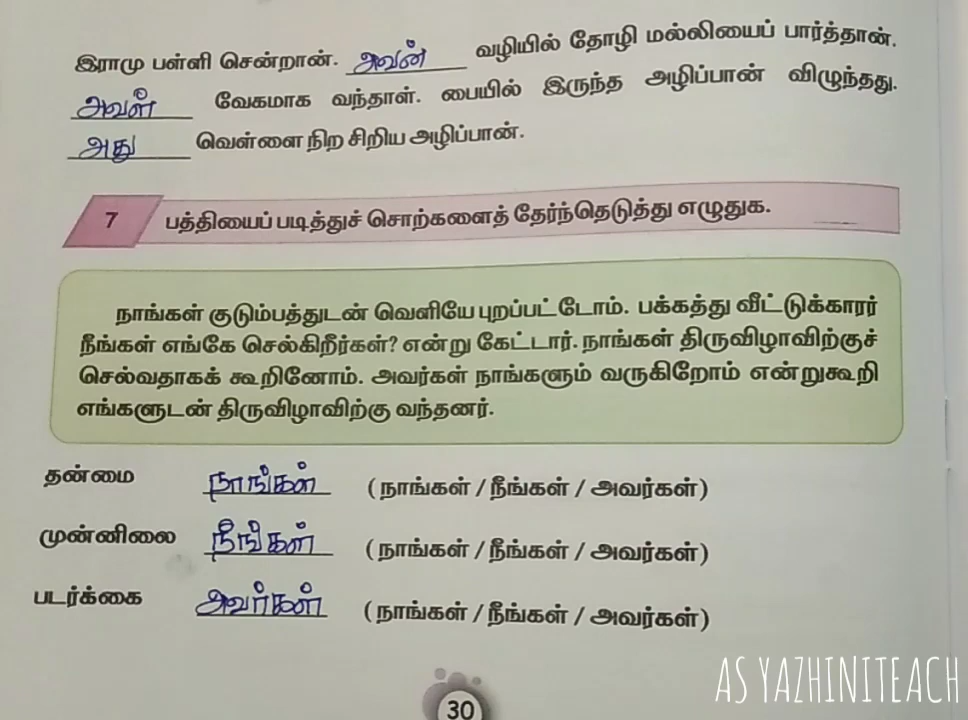 இராமு பள்ளி சென்றான். அவன் வழியில் தோழி மல்லியைப் பார்த்தான்.
அவள் வேகமாக வந்தாள். பையில் இருந்த அழிப்பான் விழுந்தது.
அது வெள்ளை நிற சிறிய அழிப்பான்.
7 பத்தியைப் படித்துச் சொற்களைத் தேர்ந்தெடுத்து எழுதுக.
நாங்கள் குடும்பத்துடன் வெளியே புறப்பட்டோம். பக்கத்து வீட்டுக்காரர்
நீங்கள் எங்கே செல்கிறீர்கள்? என்று கேட்டார். நாங்கள் திருவிழாவிற்குச்
செல்வதாகக் கூறினோம். அவர்கள் நாங்களும் வருகிறோம் என்றுகூறி
எங்களுடன் திருவிழாவிற்கு வந்தனர்.
தன்மை நாங்கள் (நாங்கள் / நீங்கள் / அவர்கள்)
முன்னிலை நீங்கள் (நாங்கள் / நீங்கள் / அவர்கள்)
படர்க்கை அவர்கள் (நாங்கள் / நீங்கள் / அவர்கள்)
30
AS YAZHINITEACH